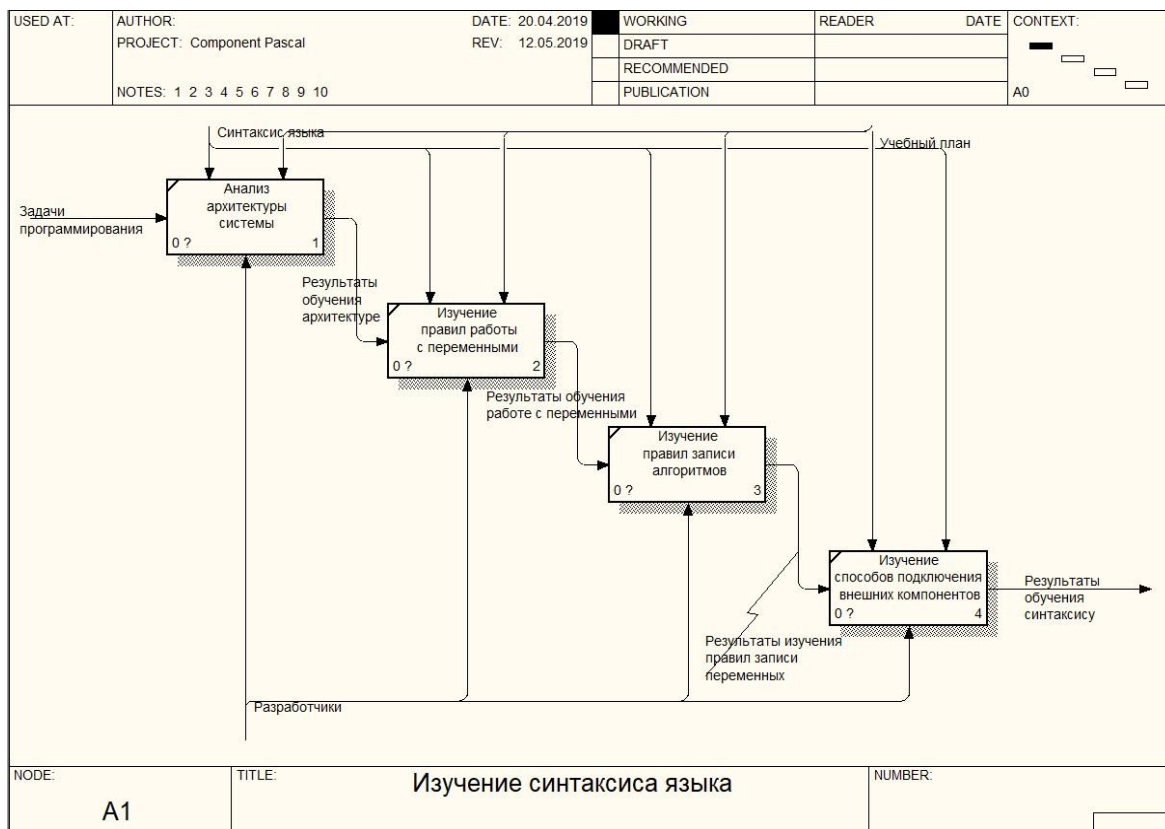 USED AT:
AUTHOR:
DATE: 20.04.2019
WORKING
READER
DATE
CONTEXT:
PROJECT: Component Pascal
REV: 12.05.2019
DRAFT
RECOMMENDED
NOTES: 1 2 3 4 5 6 7 8 9 10
PUBLICATION
A0
Синтаксис языка
Учебный план
Задачи
программирования
Анализ
архитектуры
системы
0 ?
1
Результаты
обучения
архитектуре
Изучение
правил работы
с переменными
0 ?
2
Результаты обучения
работе с переменными
Изучение
правил записи
алгоритмов
0 ?
3
Изучение
способов подключения
внешних компонентов
0 ?
4
Результаты
обучения
синтаксису
Результаты изучения
правил записи
переменных
Разработчики
NODE:
A1
TITLE:
Изучение синтаксиса языка
NUMBER: